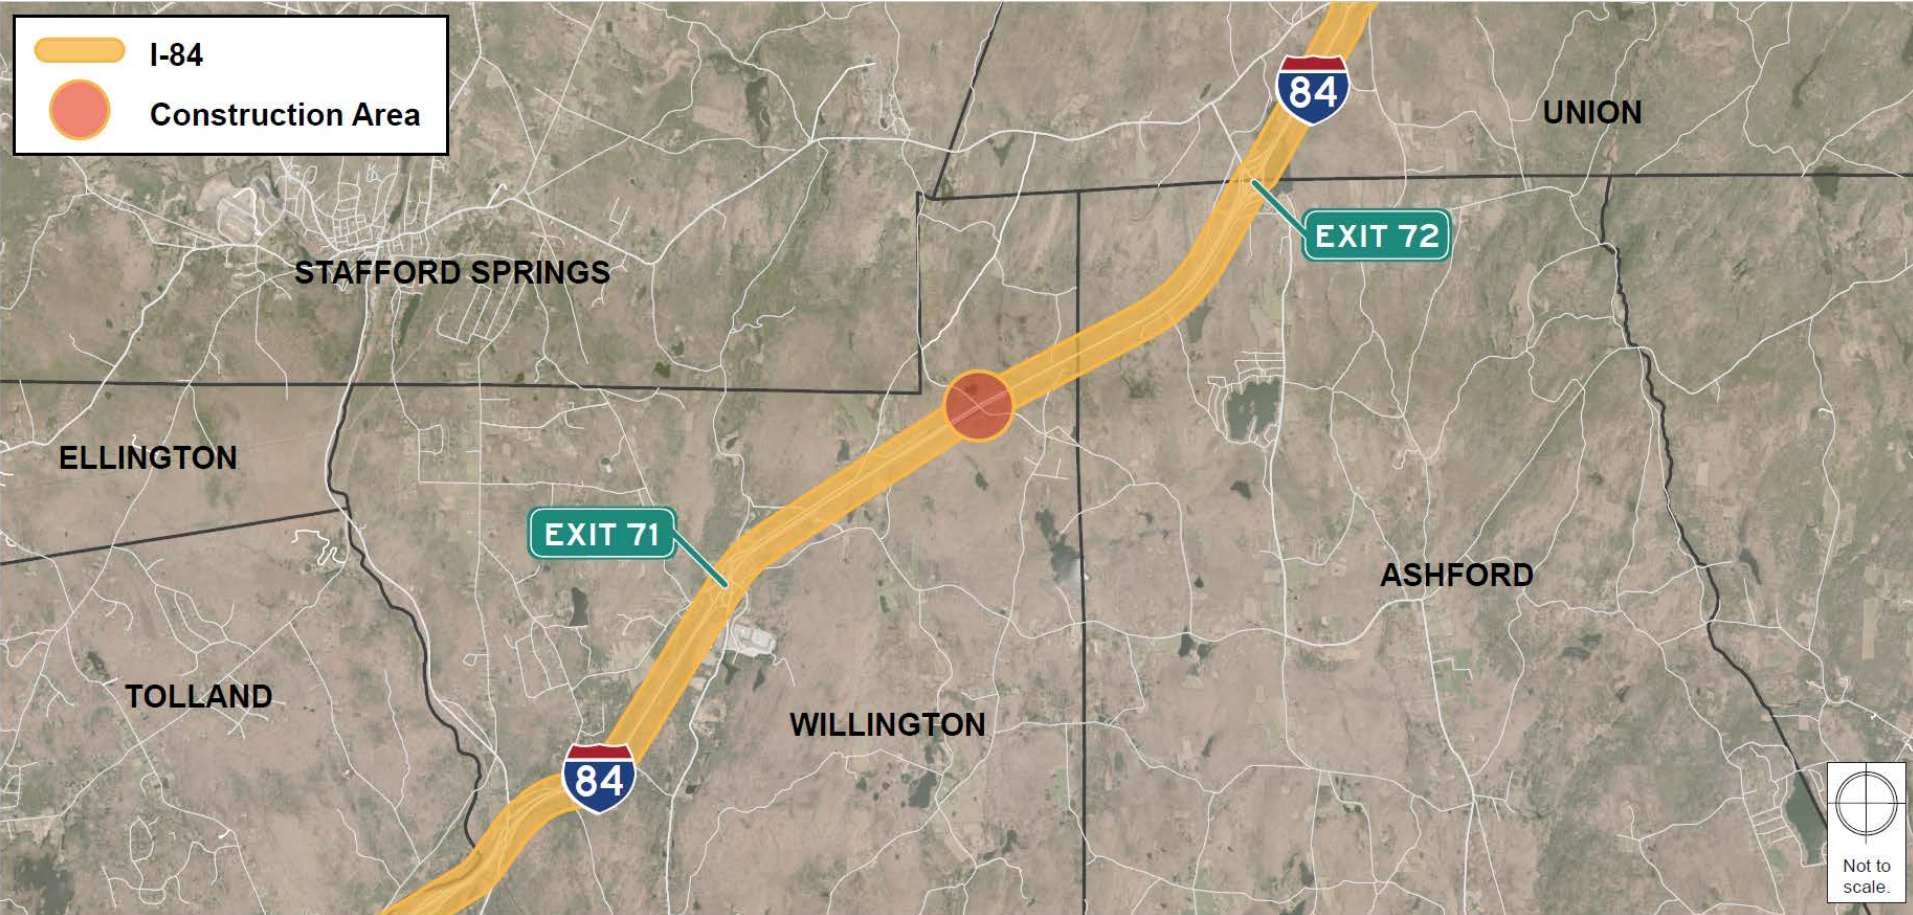 I-84
Construction Area
84
UNION
EXIT 72
STAFFORD SPRINGS
ELLINGTON
EXIT 71
ASHFORD
TOLLAND
WILLINGTON
84
Not to
scale.